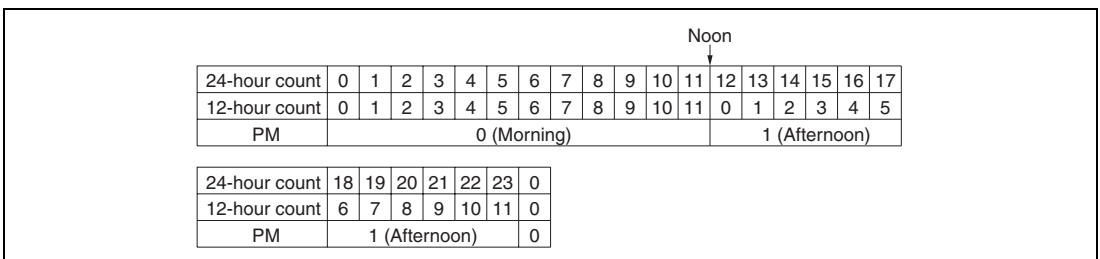 Noon
24-hour count 0 1 2 3 4 5 6 7 8 9 10 11 12 13 14 15 16 17
12-hour count 0 1 2 3 4 5 6 7 8 9 10 11 0 1 2 3 4 5
PM 0 (Morning) 1 (Afternoon)
24-hour count 18 19 20 21 22 23 0
12-hour count 6 7 8 9 10 11 0
PM 1 (Afternoon) 0